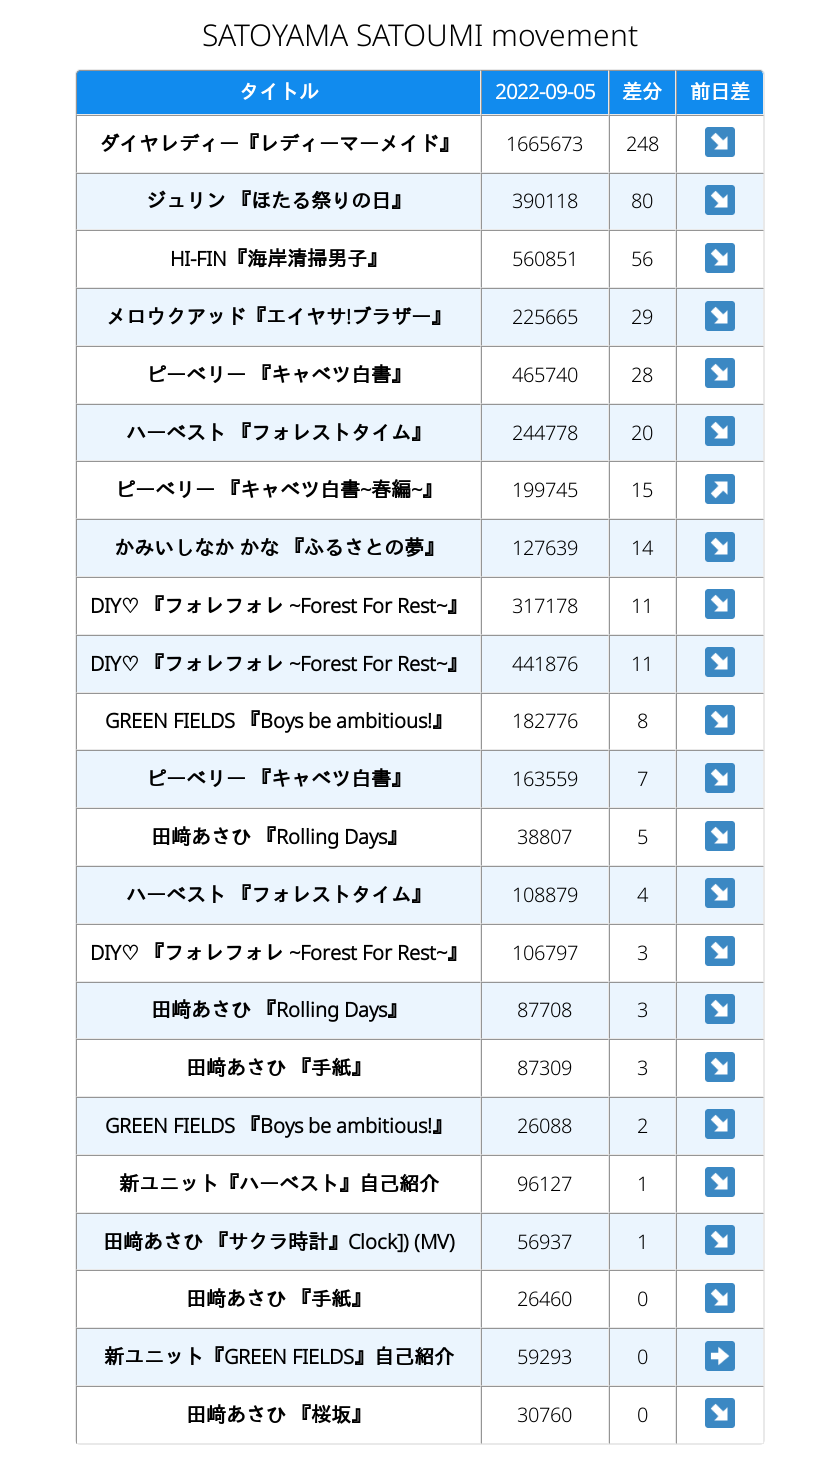 SATOYAMA SATOUMI movement
タイトル 2022-09-05 差分 前日差
ダイヤレディー『レディーマーメイド』 1665673 248 ↘
ジュリン 『ほたる祭りの日』 390118 80 ↘
HI-FIN『海岸清掃男子』 560851 56 ↘
メロウクアッド『エイヤサ!ブラザー』 225665 29 ↘
ピーベリー 『キャベツ白書』 465740 28 ↘
ハーベスト 『フォレストタイム』 244778 20 ↘
ピーベリー 『キャベツ白書~春編~』 199745 15 ↗
かみいしなか かな 『ふるさとの夢』 127639 14 ↘
DIY♡ 『フォレフォレ ~Forest For Rest~』 317178 11 ↘
DIY♡ 『フォレフォレ ~Forest For Rest~』 441876 11 ↘
GREEN FIELDS 『Boys be ambitious!』 182776 8 ↘
ピーベリー 『キャベツ白書』 163559 7 ↘
田﨑あさひ 『Rolling Days』 38807 5 ↘
ハーベスト 『フォレストタイム』 108879 4 ↘
DIY♡ 『フォレフォレ ~Forest For Rest~』 106797 3 ↘
田﨑あさひ 『Rolling Days』 87708 3 ↘
田﨑あさひ 『手紙』 87309 3 ↘
GREEN FIELDS 『Boys be ambitious!』 26088 2 ↘
新ユニット『ハーベスト』自己紹介 96127 1 ↘
田﨑あさひ 『サクラ時計』Clock]) (MV) 56937 1 ↘
田﨑あさひ 『手紙』 26460 0 ↘
新ユニット『GREEN FIELDS』自己紹介 59293 0 →
田﨑あさひ 『桜坂』 30760 0 ↘